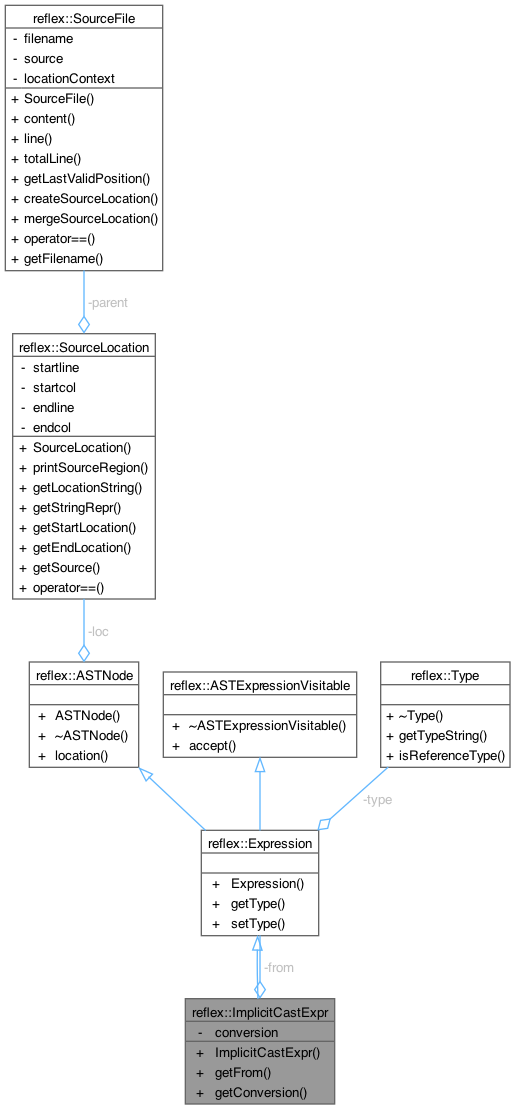 reflex::SourceFile
- filename
- source
- locationContext
+ SourceFile()
+ content()
+ line()
+ totalLine()
+ getLastValidPosition()
+ createSourceLocation()
+ mergeSourceLocation()
+ operator==()
+ getFilename()
-parent
reflex::SourceLocation
- startline
- startcol
- endline
- endcol
+ SourceLocation()
+ printSourceRegion()
+ getLocationString()
+ getStringRepr()
+ getStartLocation()
+ getEndLocation()
+ getSource()
+ operator==()
-loc
reflex::ASTNode
+ ASTNode()
+ ~ASTNode()
+ location()
reflex::ASTExpressionVisitable
+ ~ASTExpressionVisitable()
+ accept()
reflex::Type
+ ~Type()
+ getTypeString()
+ isReferenceType()
-type
reflex::Expression
+ Expression()
+ getType()
+ setType()
-from
reflex::ImplicitCastExpr
- conversion
+ ImplicitCastExpr()
+ getFrom()
+ getConversion()